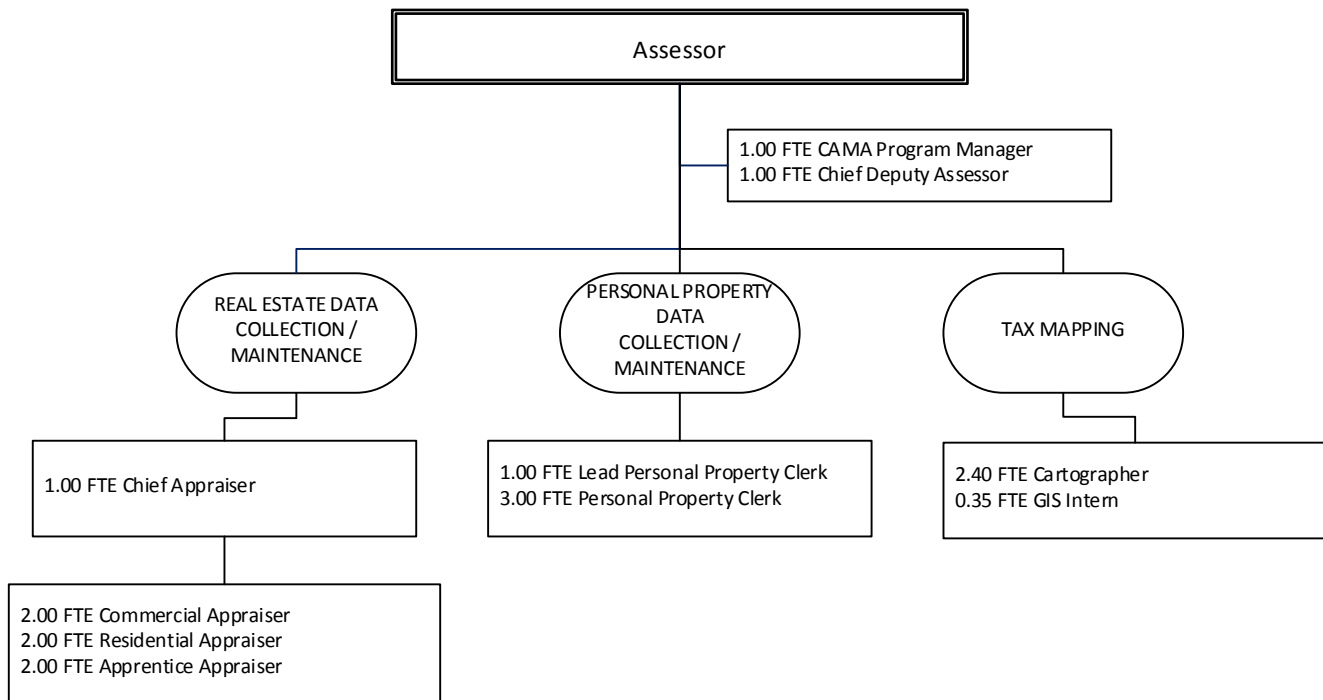 Assessor
1.00 FTE CAMA Program Manager
1.00 FTE Chief Deputy Assessor
REAL ESTATE DATA
COLLECTION /
MAINTENANCE
PERSONAL PROPERTY
DATA
COLLECTION /
MAINTENANCE
TAX MAPPING
1.00 FTE Chief Appraiser
1.00 FTE Lead Personal Property Clerk
3.00 FTE Personal Property Clerk
2.40 FTE Cartographer
0.35 FTE GIS Intern
2.00 FTE Commercial Appraiser
2.00 FTE Residential Appraiser
2.00 FTE Apprentice Appraiser